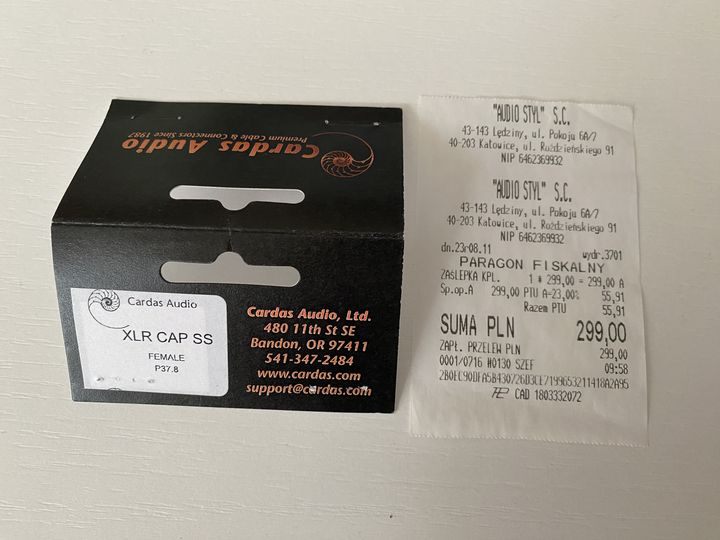 Cardas Audio
Premium Cable & Connectors Since 1987
Cardas Audio
XLR CAP SS
FEMALE
P37.8
Cardas Audio, Ltd.
480 11th St SE
Bandon, OR 97411
541-347-2484
www.cardas.com
support@cardas.com
"AUDIO STYL" S.C.
43-143 Lędziny, ul. Pokoju 6A/7
40-203 Katowice, ul. Roździeńskiego 91
NIP 6462369932
"AUDIO STYL" S.C.
43-143 Lędziny, ul. Pokoju 6A/7
40-203 Katowice, ul. Roździeńskiego 91
NIP 6462369932
dn.23r08.11 wydr.3701
PARAGON FISKALNY
ZAŚLEPKA KPL. 1 * 299,00 = 299,00 A
Sp.op.A 299,00 PTU A=23,00% 55,91
Razem PTU 55,91
SUMA PLN 299,00
ZAPŁ. PRZELEW PLN 299,00
0001/0716 #0130 SZEF 09:58
2B0EC90DFA5B430726D3CE7199653211418A2A95
CAD 1803332072